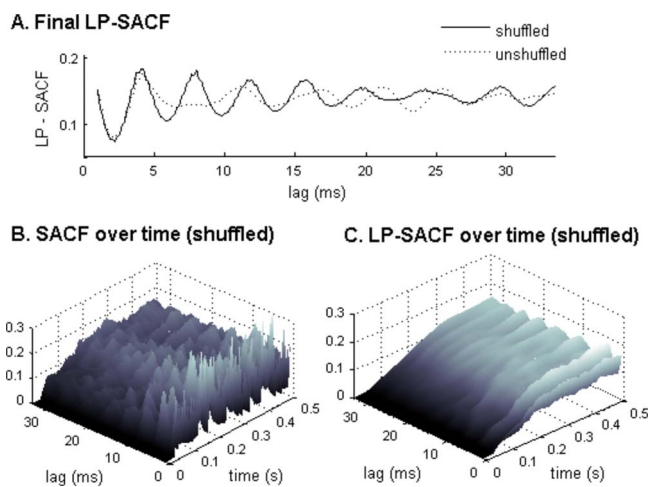 A. Final LP-SACF
shuffled
unshuffled
0.2
0.1
LP - SACF
0 5 10 15 20 25 30
lag (ms)
B. SACF over time (shuffled)
0.3
0.2
0.1
0
30
20
10
0
lag (ms)
0
0.1
0.2
0.3
0.4
0.5
time (s)
C. LP-SACF over time (shuffled)
0.3
0.2
0.1
0
30
20
10
0
lag (ms)
0
0.1
0.2
0.3
0.4
0.5
time (s)